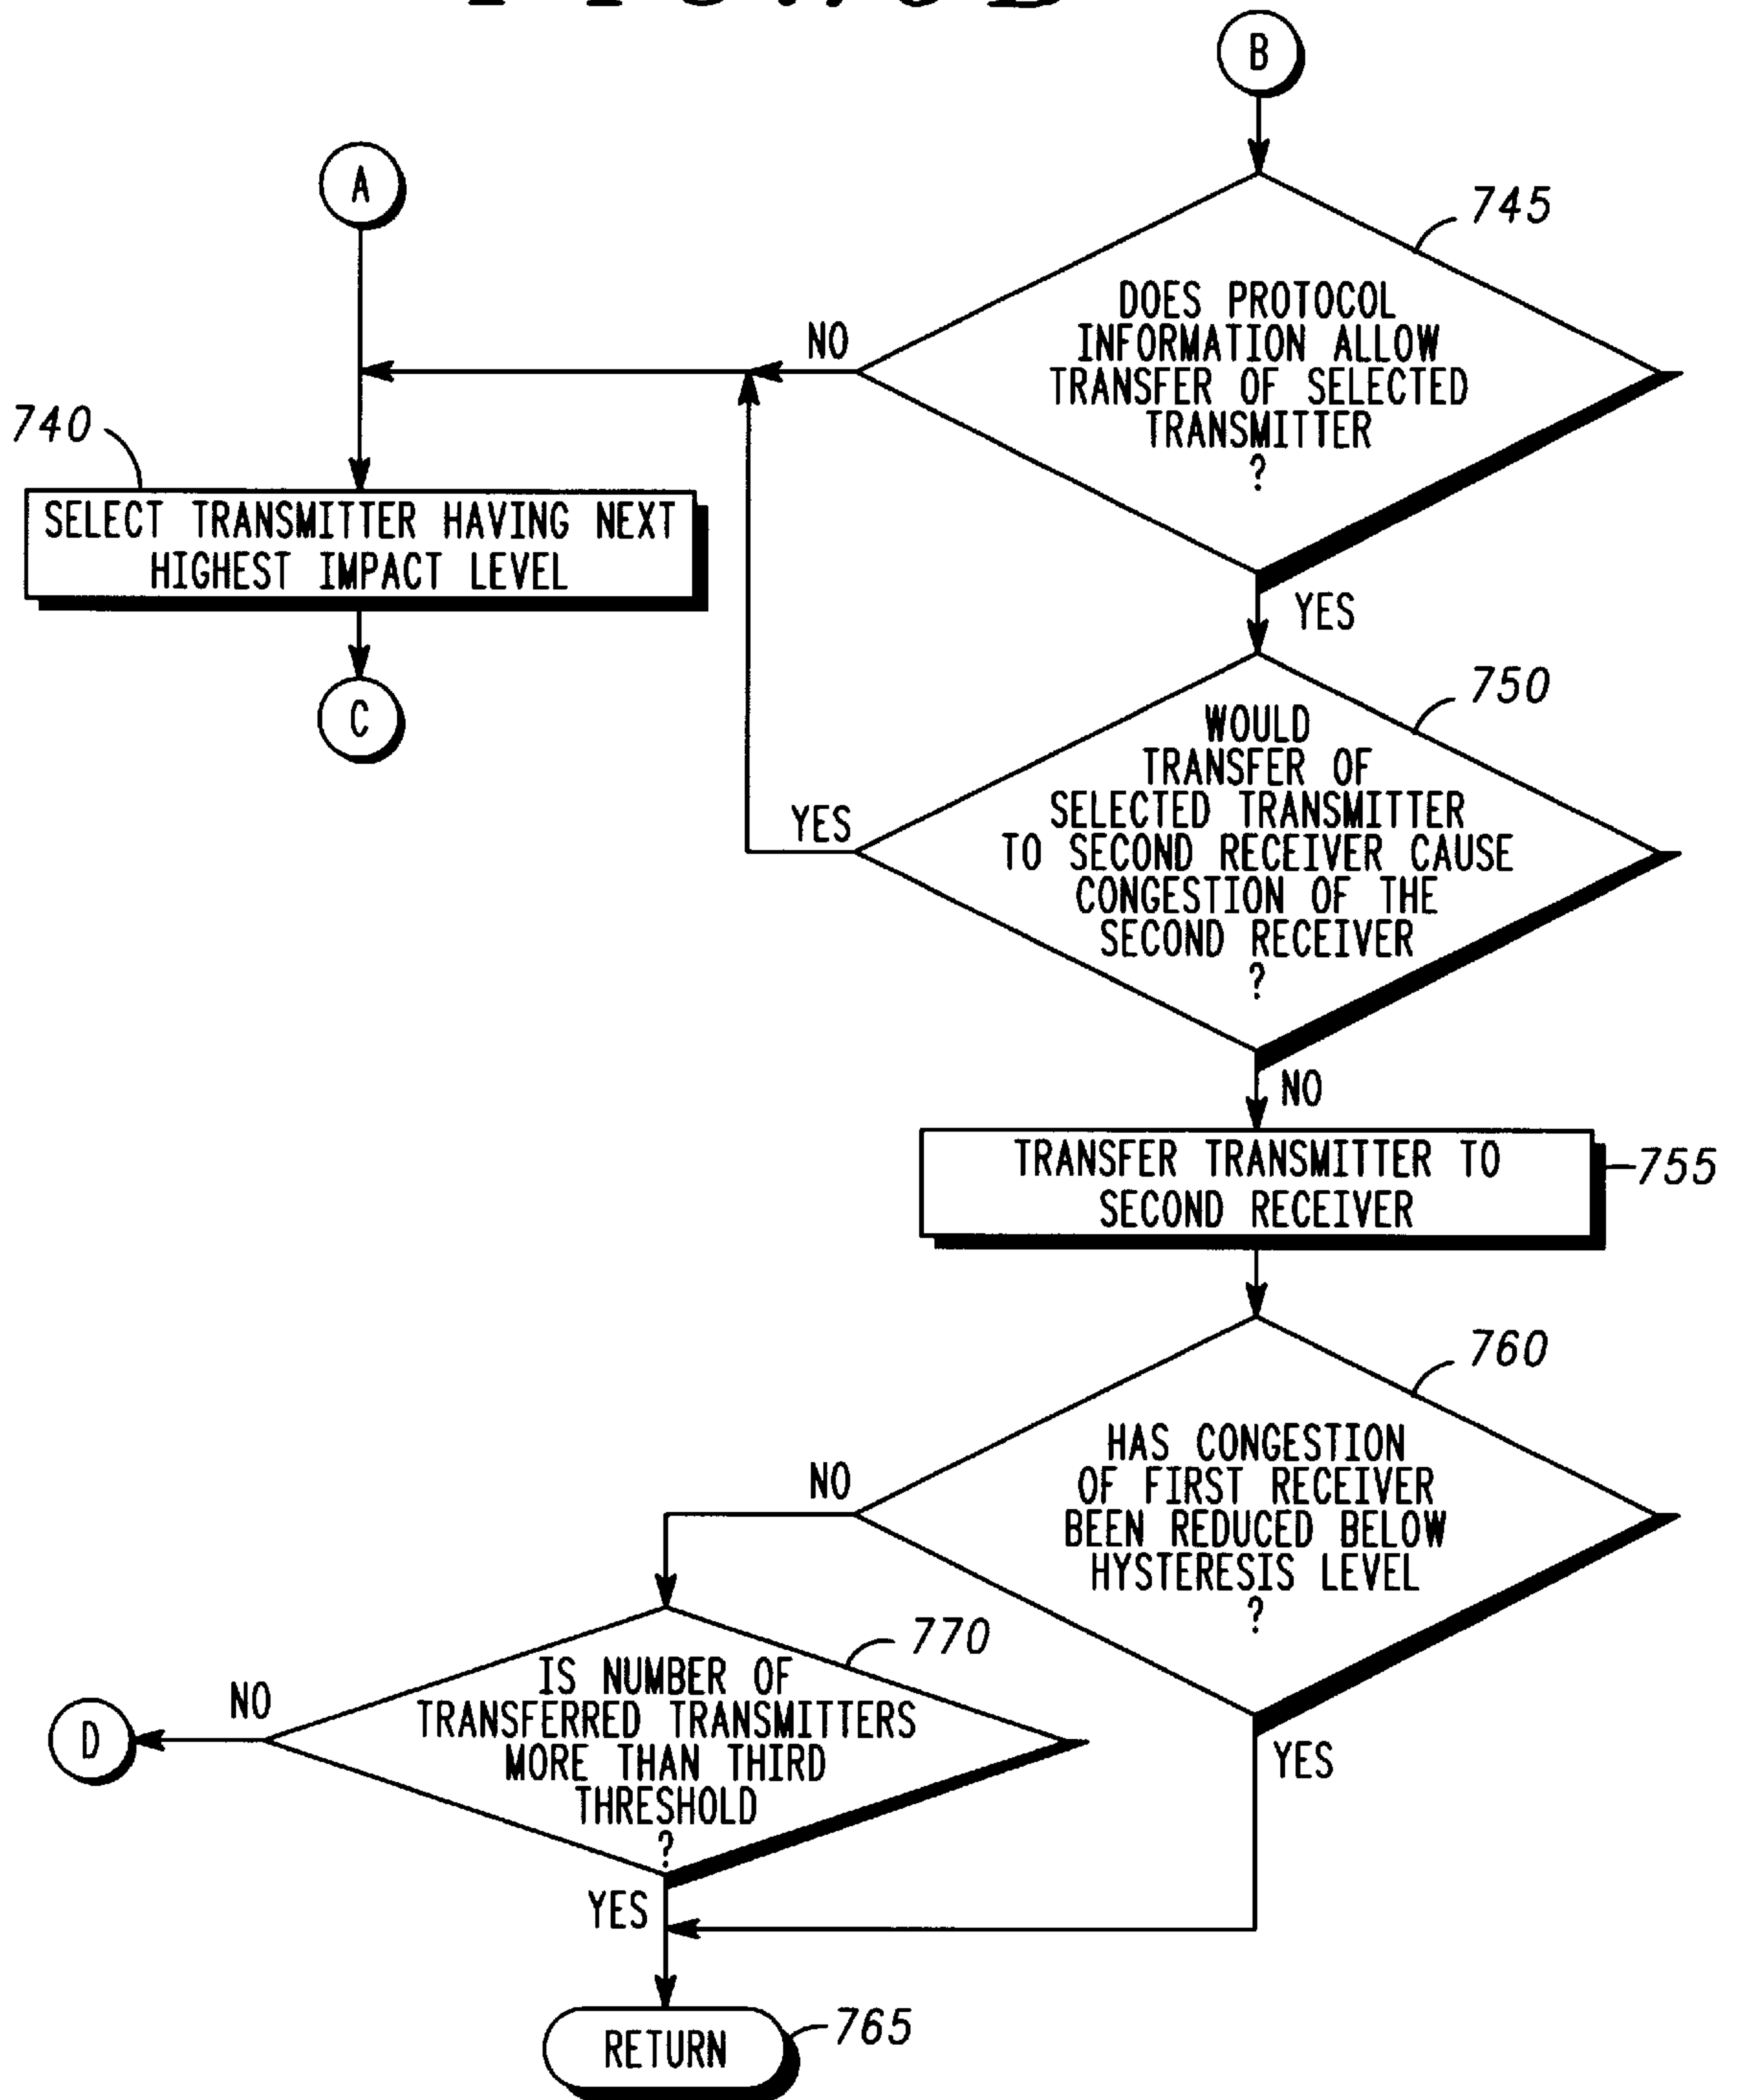 B
A
745
DOES PROTOCOL
INFORMATION ALLOW
TRANSFER OF SELECTED
TRANSMITTER
?
NO
740
SELECT TRANSMITTER HAVING NEXT
HIGHEST IMPACT LEVEL
YES
C
750
WOULD
TRANSFER OF
SELECTED TRANSMITTER
TO SECOND RECEIVER CAUSE
CONGESTION OF THE
SECOND RECEIVER
?
YES
NO
TRANSFER TRANSMITTER TO
SECOND RECEIVER
755
760
HAS CONGESTION
OF FIRST RECEIVER
BEEN REDUCED BELOW
HYSTERESIS LEVEL
?
NO
770
IS NUMBER OF
TRANSFERRED TRANSMITTERS
MORE THAN THIRD
THRESHOLD
?
NO
D
YES
YES
RETURN
765